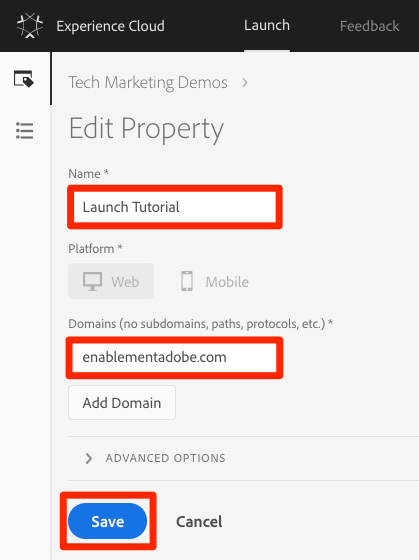 Experience Cloud Launch Feedback
Tech Marketing Demos >
Edit Property
Name *
Launch Tutorial
Platform *
Web Mobile
Domains (no subdomains, paths, protocols, etc.) *
enablementadobe.com
Add Domain
> ADVANCED OPTIONS
Save Cancel